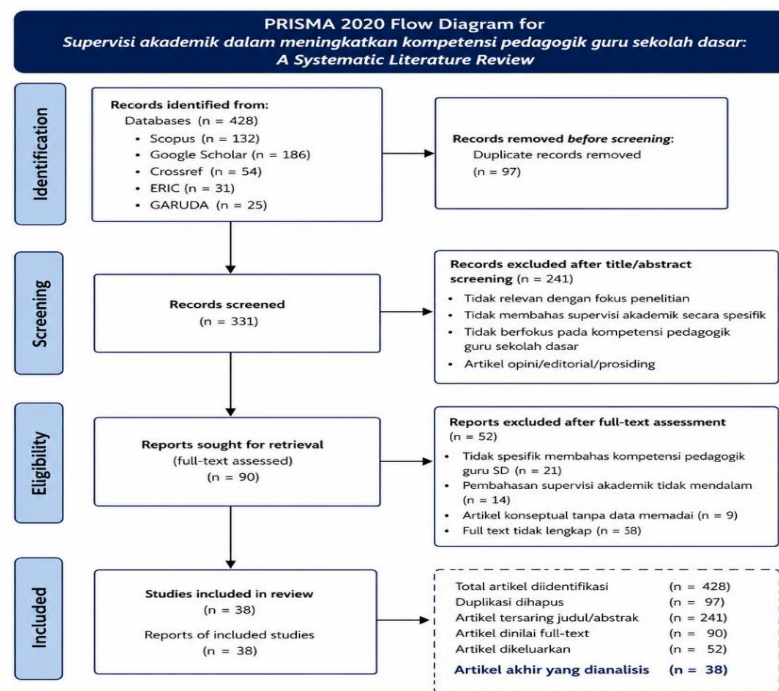 PRISMA 2020 Flow Diagram for
Supervisi akademik dalam meningkatkan kompetensi pedagogik guru sekolah dasar:
A Systematic Literature Review
Identification
Records identified from:
Databases (n = 428)
• Scopus (n = 132)
• Google Scholar (n = 186)
• Crossref (n = 54)
• ERIC (n = 31)
• GARUDA (n = 25)
Records removed before screening:
Duplicate records removed
(n = 97)
Screening
Records screened
(n = 331)
Records excluded after title/abstract
screening (n = 241)
• Tidak relevan dengan fokus penelitian
• Tidak membahas supervisi akademik secara spesifik
• Tidak berfokus pada kompetensi pedagogik
guru sekolah dasar
• Artikel opini/editorial/prosiding
Eligibility
Reports sought for retrieval
(full-text assessed)
n = 90)
Reports excluded after full-text assessment
(n = 52)
• Tidak spesifik membahas kompetensi pedagogik
guru SD (n = 21)
• Pembahasan supervisi akademik tidak mendalam
(n = 14)
• Artikel konseptual tanpa data memadai (n = 9)
• Full text tidak lengkap (n =
Included
Studies included in review
(n = 38)
Reports of included studies
(n = 38)
Total artikel diidentifikasi (n = 428)
Duplikasi dihapus (n = 97)
Artikel tersaring judul/abstrak (n = 241)
Artikel dinilai full-text (n = 90)
Artikel dikeluarkan (n = 52)
Artikel akhir yang dianalisis (n = 38)